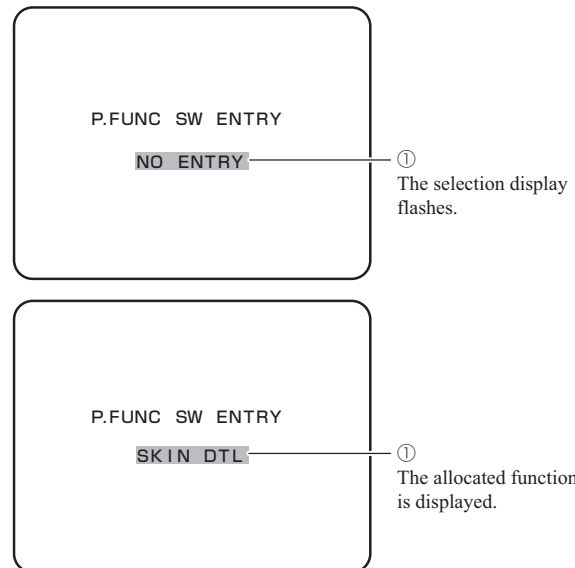 P.FUNC SW ENTRY
NO ENTRY
①
The selection display
flashes.
P.FUNC SW ENTRY
SKIN DTL
①
The allocated function
is displayed.